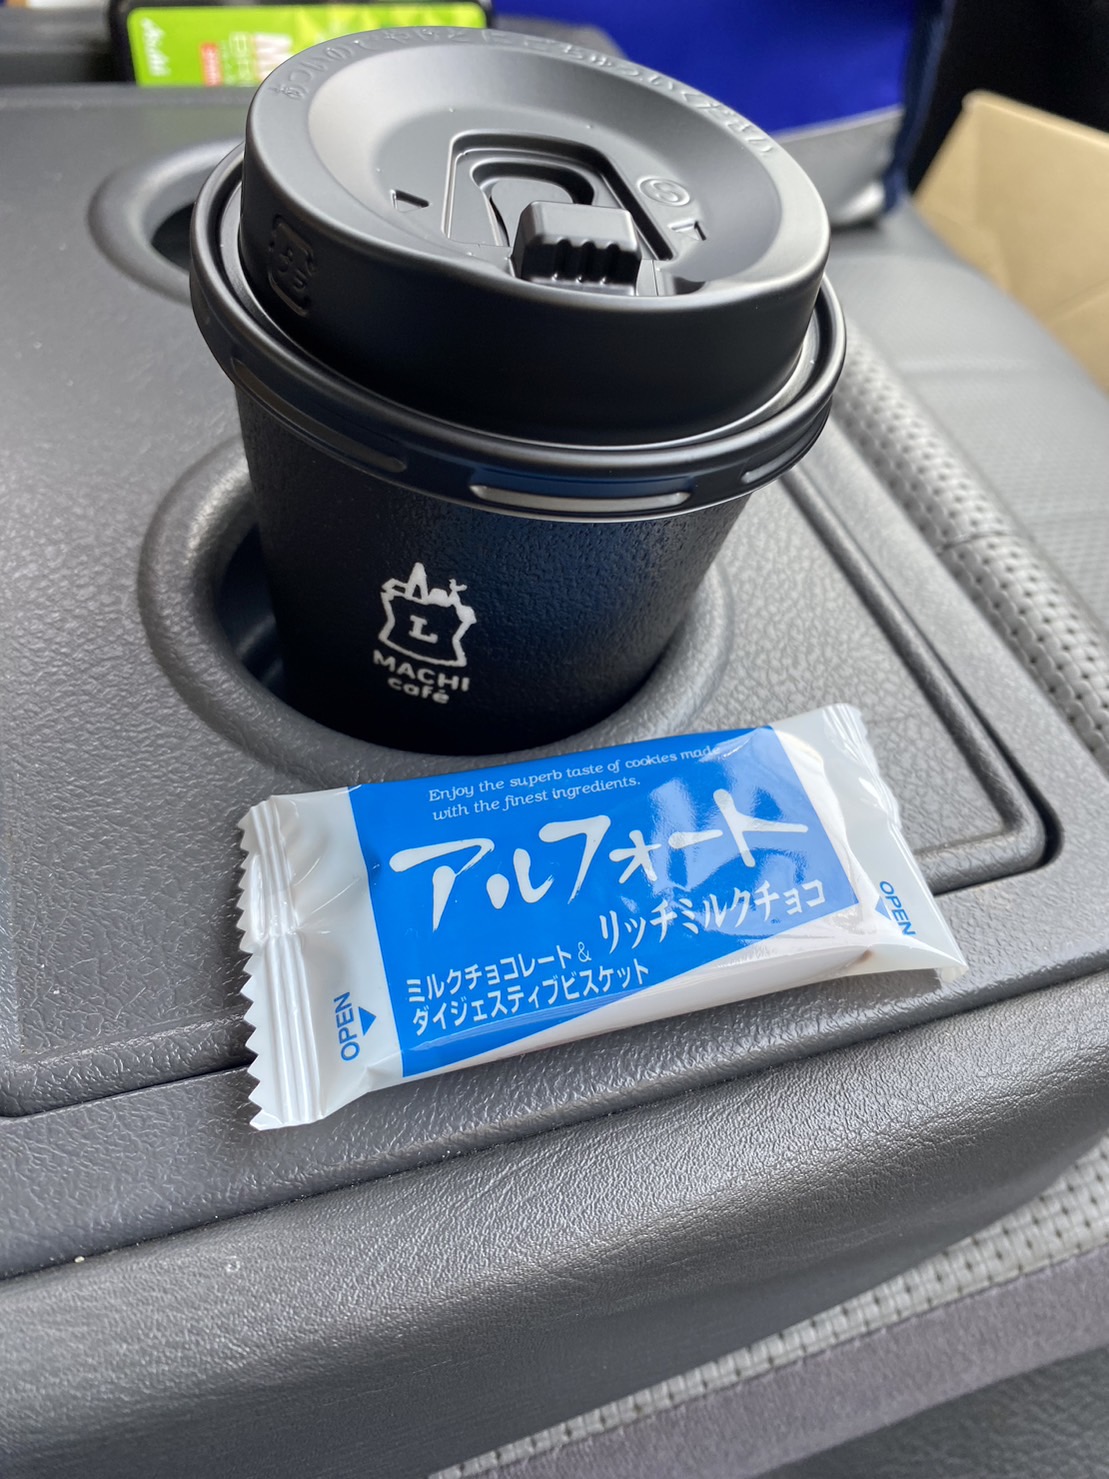 L
MACHI
café
Enjoy the superb taste of cookies made
with the finest ingredients.
アルフォート
リッチミルクチョコ
ミルクチョコレート&
ダイジェスティブビスケット
OPEN
OPEN